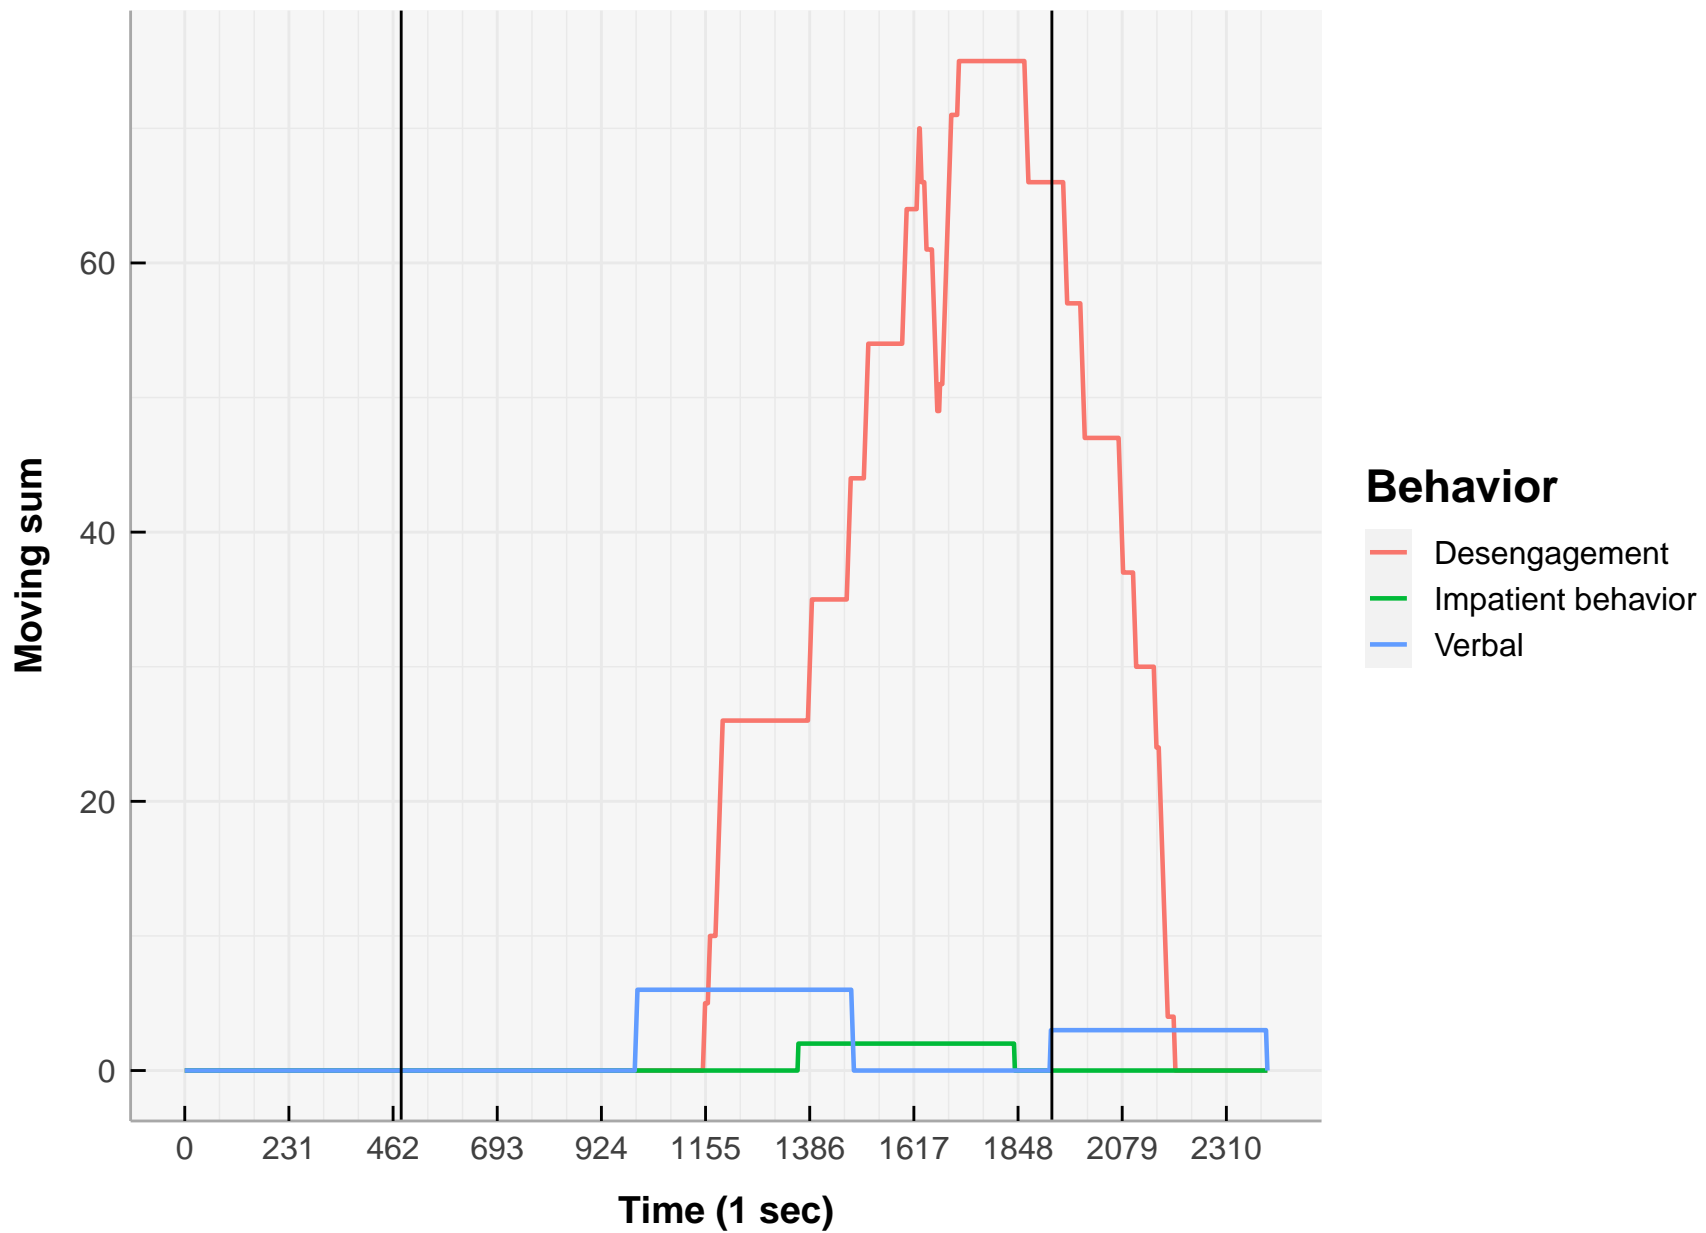 Moving sum
60
40
20
0
0 231 462 693 924 1155 1386 1617 1848 2079 2310
Time (1 sec)
Behavior
Desengagement
Impatient behavior
Verbal